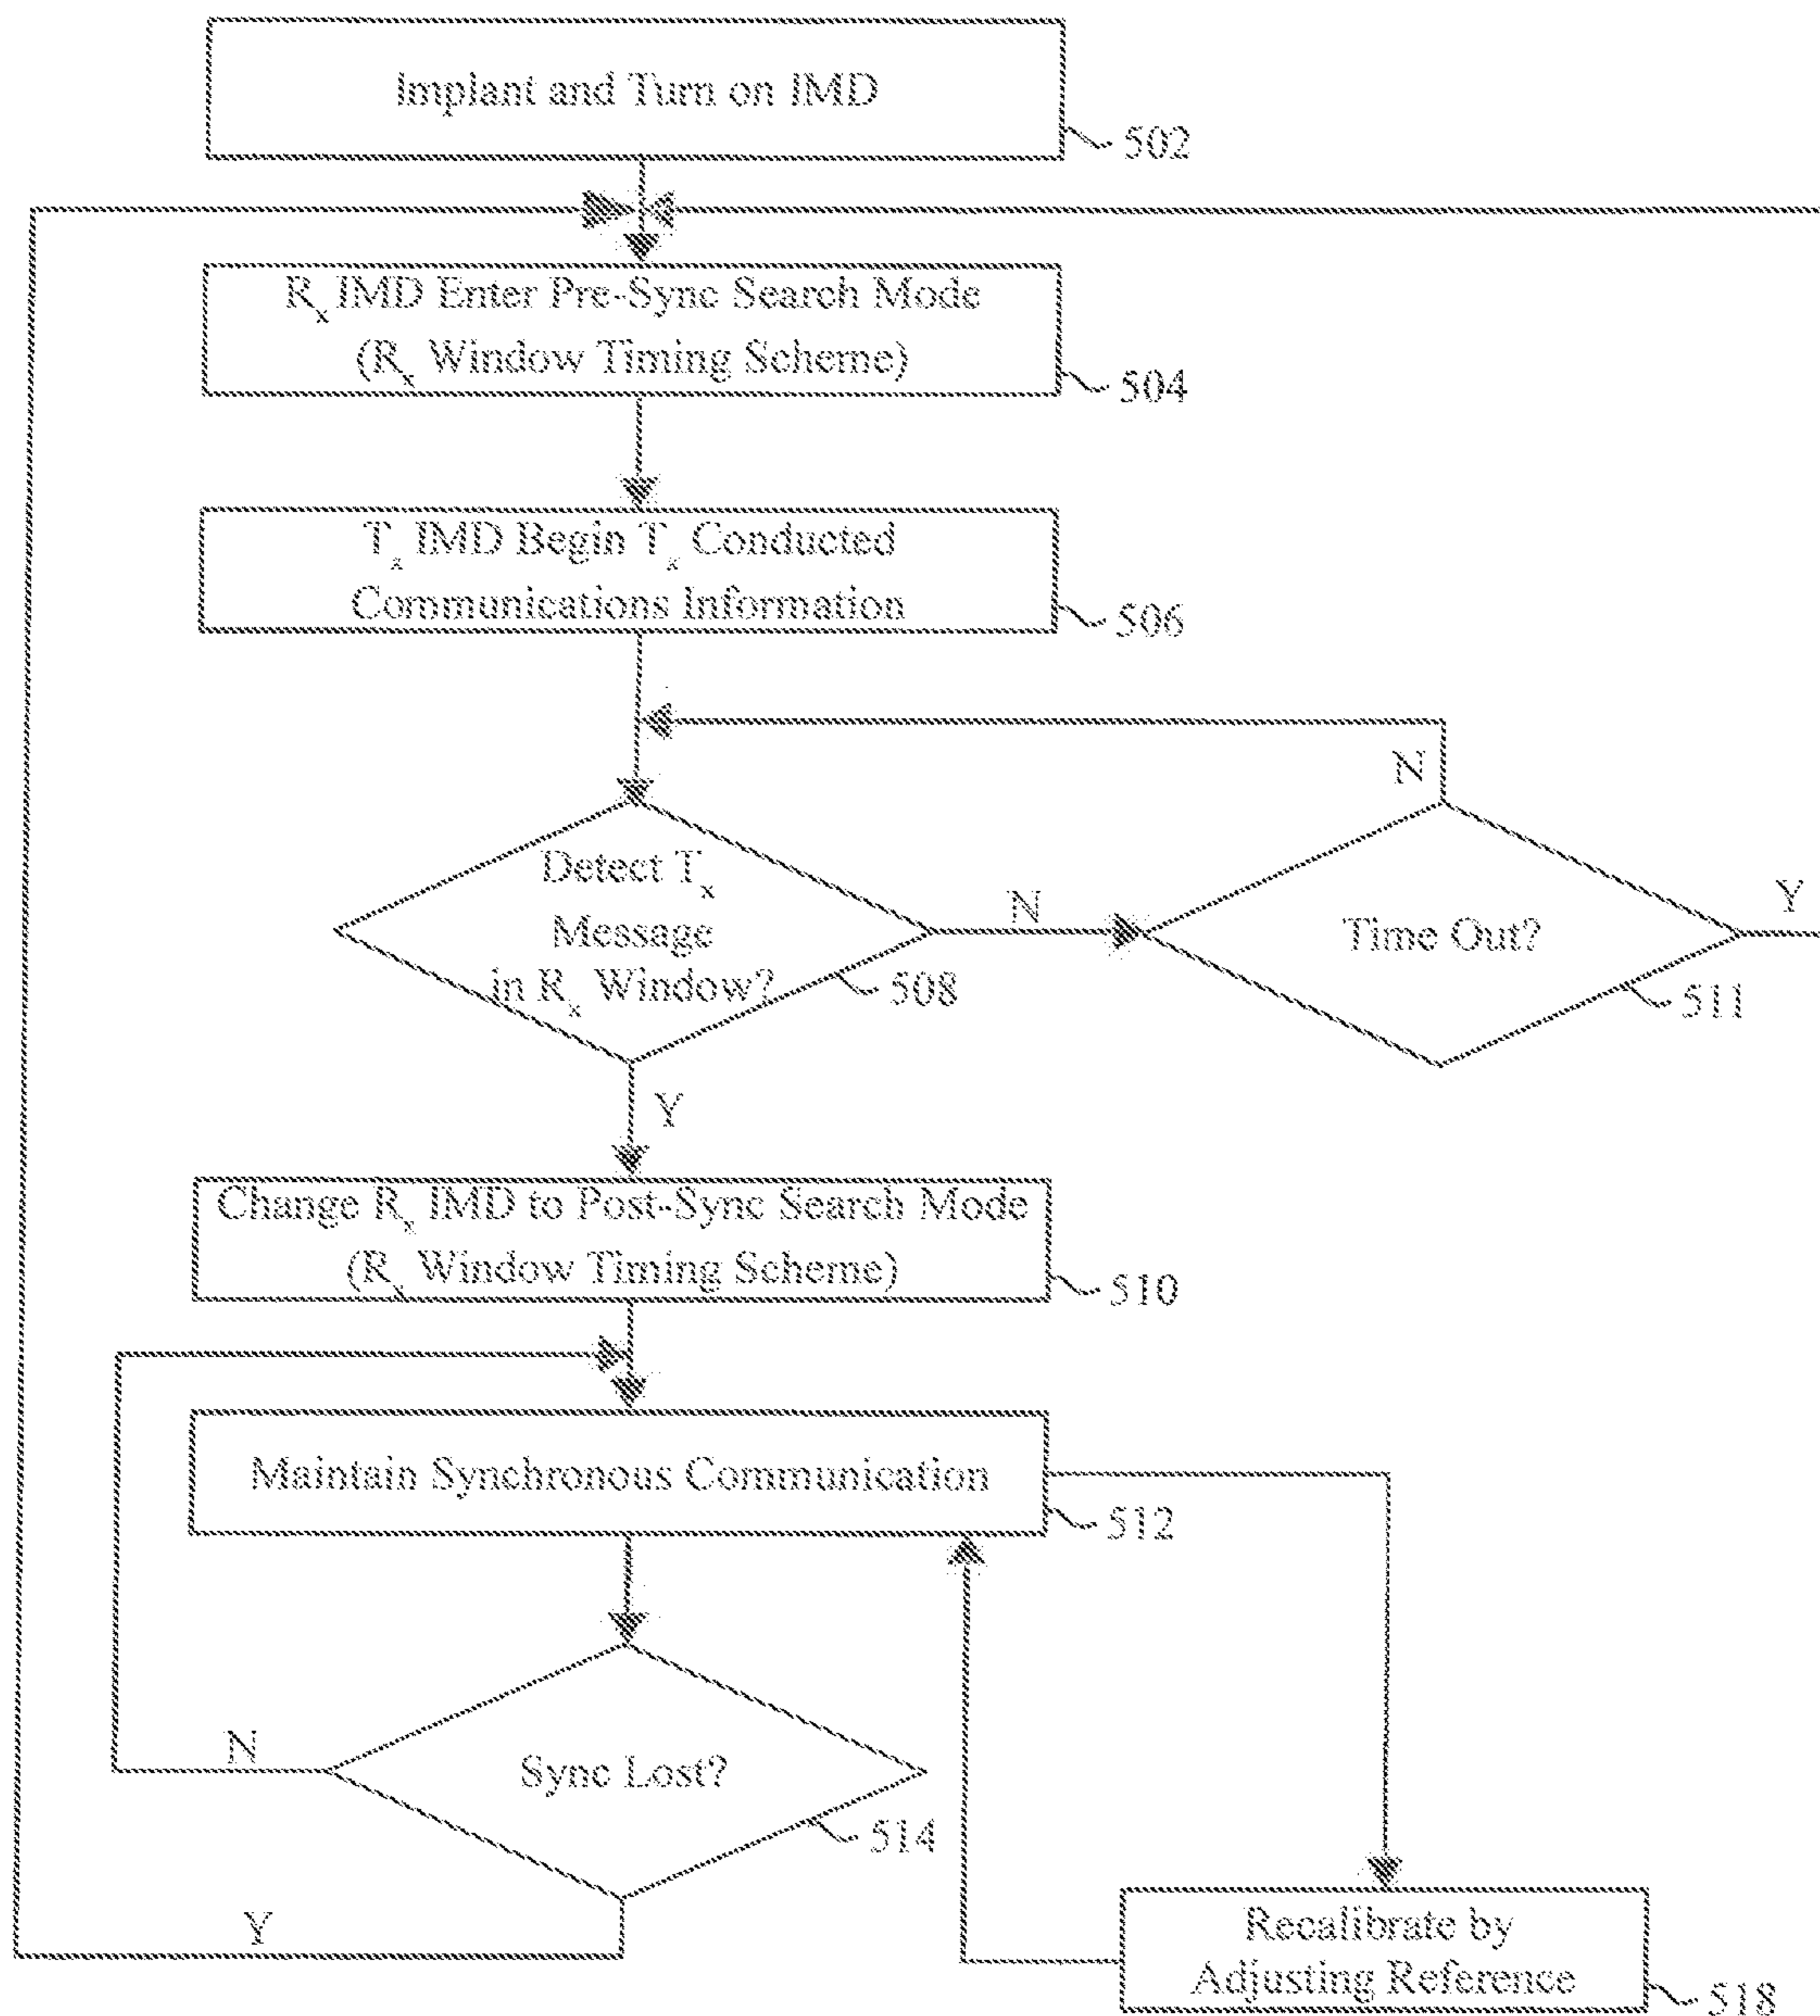 Implant and Turn on IMD
502
Rₓ IMD Enter Pre-Sync Search Mode
(Rₓ Window Timing Scheme)
504
Tₓ IMD Begin Tₓ Conducted
Communications Information
506
N
Detect Tₓ
Message
in Rₓ Window?
508
N
Time Out?
511
Y
Y
Change Rₓ IMD to Post-Sync Search Mode
(Rₓ Window Timing Scheme)
510
Maintain Synchronous Communication
512
N
Sync Lost?
514
Y
Recalibrate by
Adjusting Reference
518